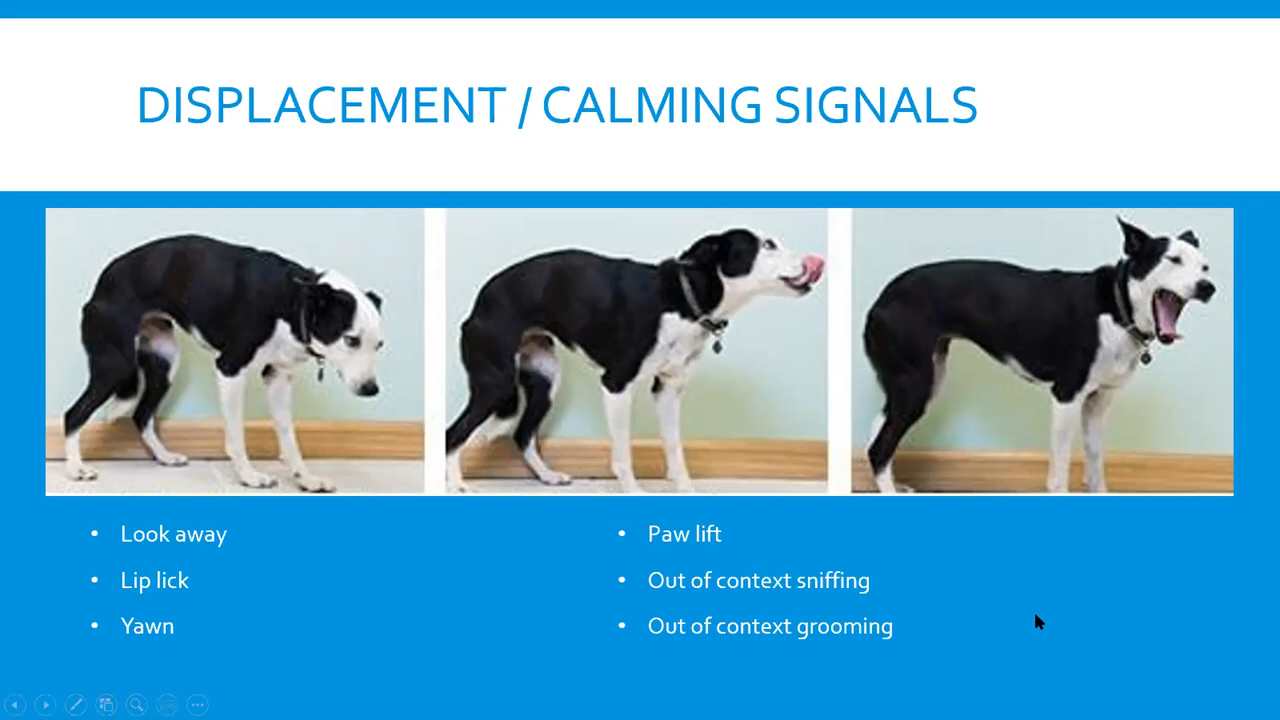 DISPLACEMENT / CALMING SIGNALS
• Look away
• Lip lick
• Yawn
• Paw lift
• Out of context sniffing
• Out of context grooming